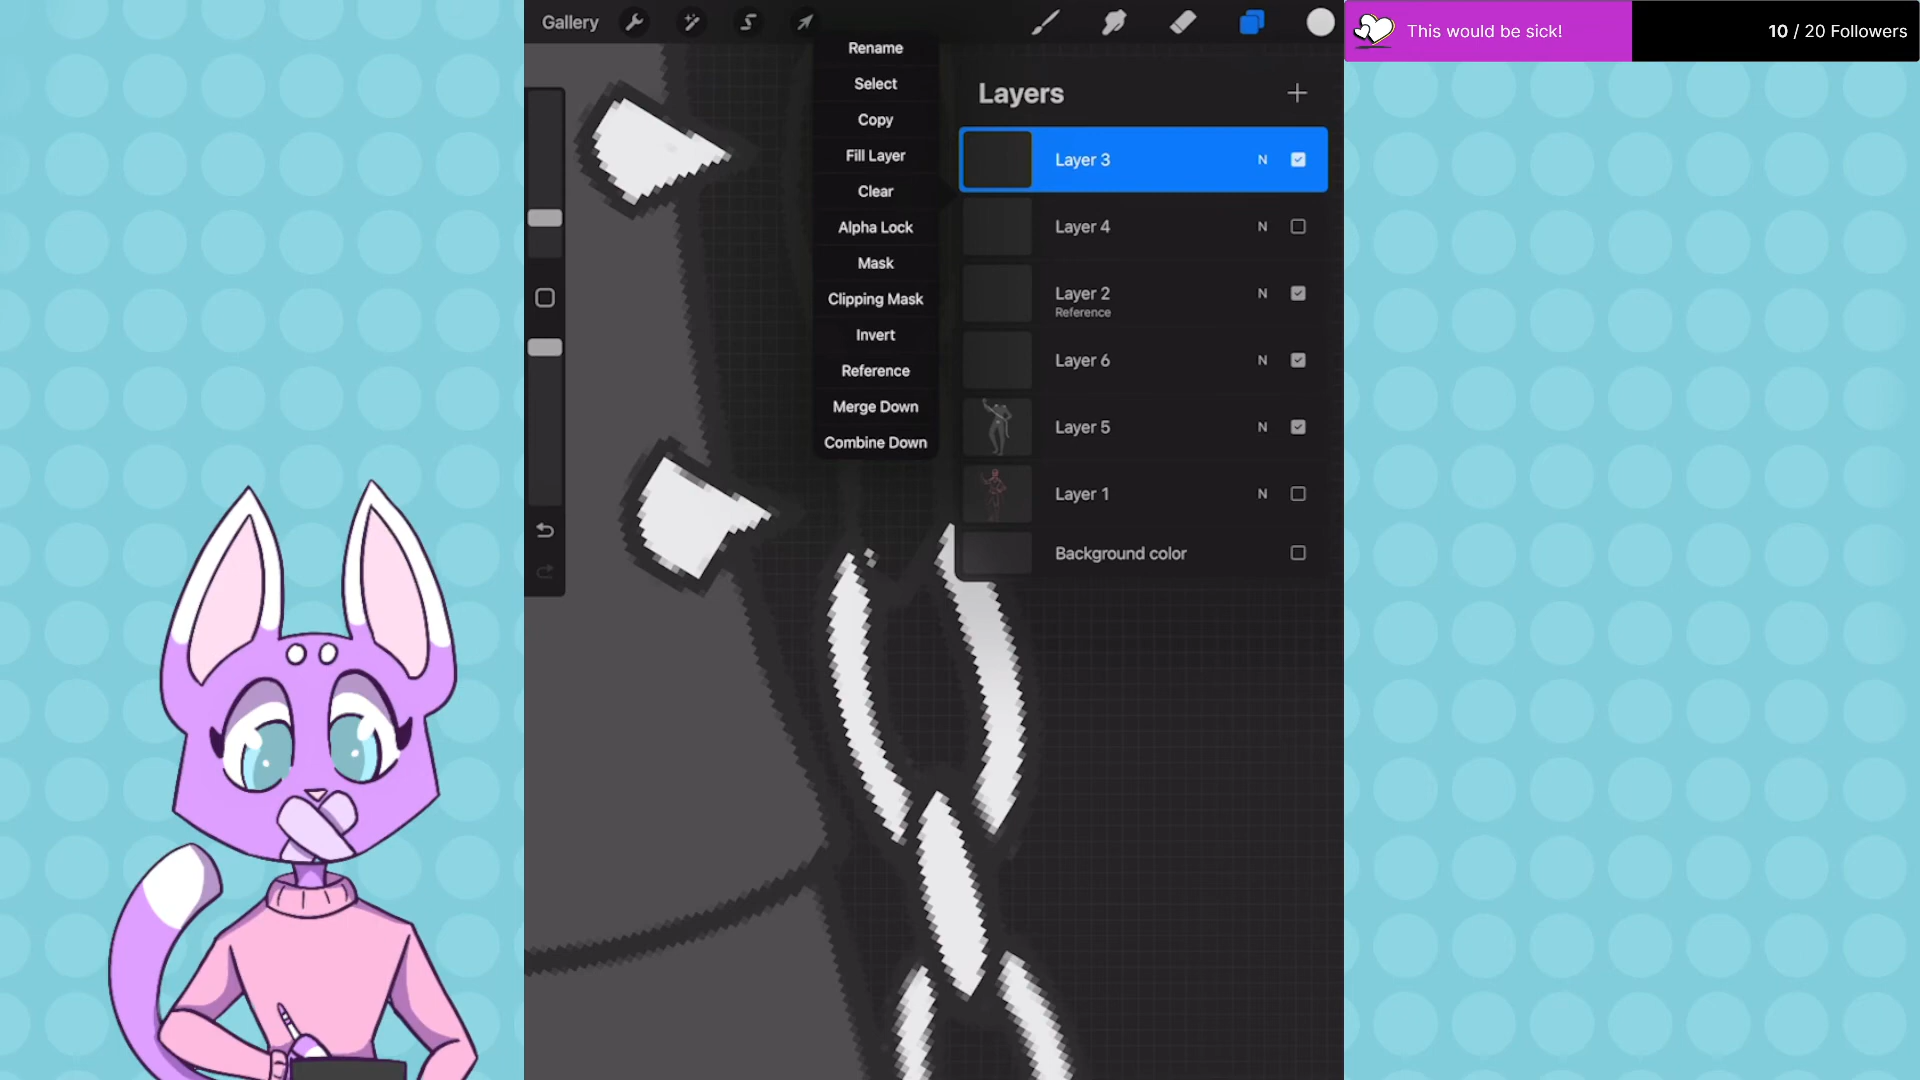 Gallery
Rename
Select
Copy
Fill Layer
Clear
Alpha Lock
Mask
Clipping Mask
Invert
Reference
Merge Down
Combine Down
Layers
Layer 3 N
Layer 4 N
Layer 2 N
Reference
Layer 6 N
Layer 5 N
Layer 1 N
Background color
This would be sick!
10 / 20 Followers